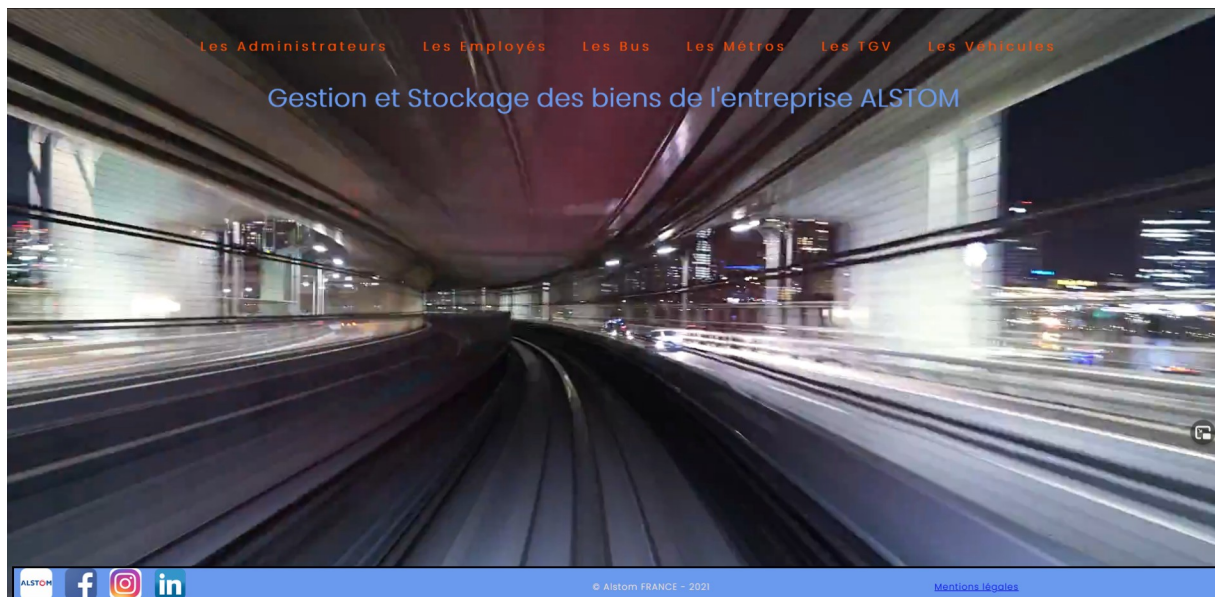 Les Administrateurs Les Employés Les Bus Les Métros Les TGV Les Véhicules
Gestion et Stockage des biens de l'entreprise ALSTOM
ALSTOM © Alstom FRANCE - 2021 Mentions légales